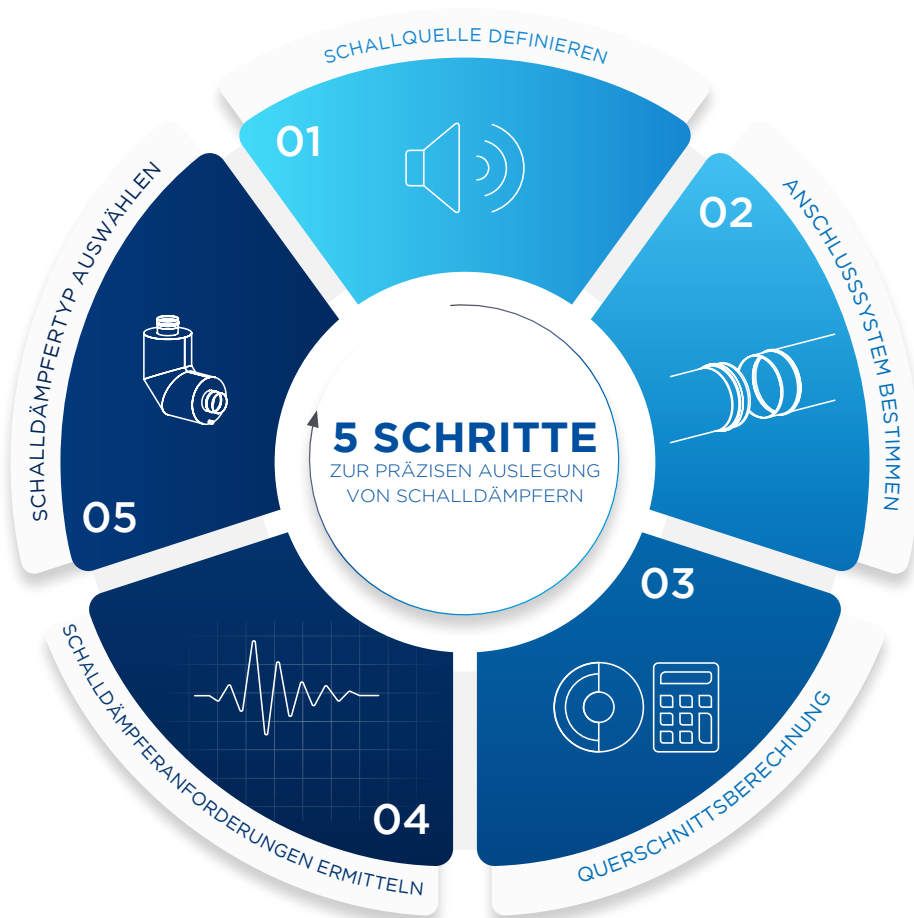 5 SCHRITTE
ZUR PRÄZISEN AUSLEGUNG
VON SCHALLDÄMPFERN
01
SCHALLQUELLE DEFINIEREN
02
ANSCHLUSSSYSTEM BESTIMMEN
03
QUERSCHNITTSBERECHNUNG
04
SCHALLDÄMPFERANFORDERUNGEN ERMITTELN
05
SCHALLDÄMPFERTYP AUSWÄHLEN